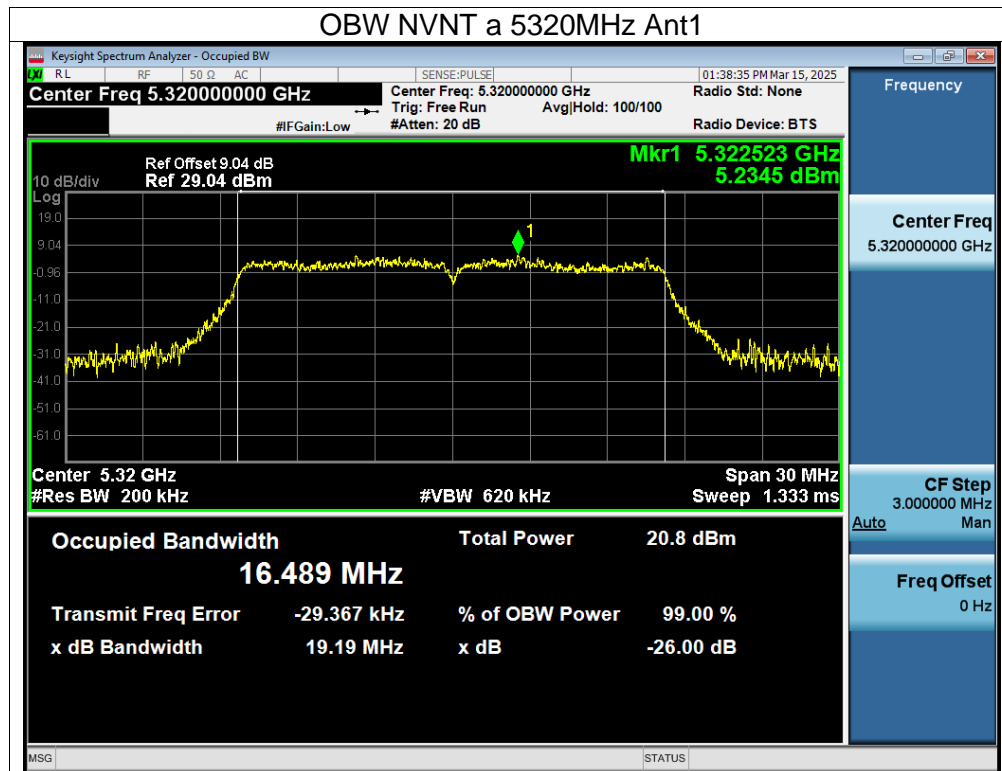 OBW NVNT a 5320MHz Ant1
Keysight Spectrum Analyzer - Occupied BW
LXI RL RF 50 Ω AC SENSE:PULSE 01:38:35 PM Mar 15, 2025
Center Freq 5.320000000 GHz
Center Freq: 5.320000000 GHz Radio Std: None
Trig: Free Run Avg|Hold: 100/100
#IFGain:Low #Atten: 20 dB Radio Device: BTS
Mkr1 5.322523 GHz
5.2345 dBm
Ref Offset 9.04 dB
10 dB/div Ref 29.04 dBm
Log
19.0
9.04
-0.96
-11.0
-21.0
-31.0
-41.0
-51.0
-61.0
1
Center 5.32 GHz Span 30 MHz
#Res BW 200 kHz #VBW 620 kHz Sweep 1.333 ms
Occupied Bandwidth Total Power 20.8 dBm
16.489 MHz
Transmit Freq Error -29.367 kHz % of OBW Power 99.00 %
x dB Bandwidth 19.19 MHz x dB -26.00 dB
Frequency
Center Freq
5.320000000 GHz
CF Step
3.000000 MHz
Auto Man
Freq Offset
0 Hz
MSG STATUS